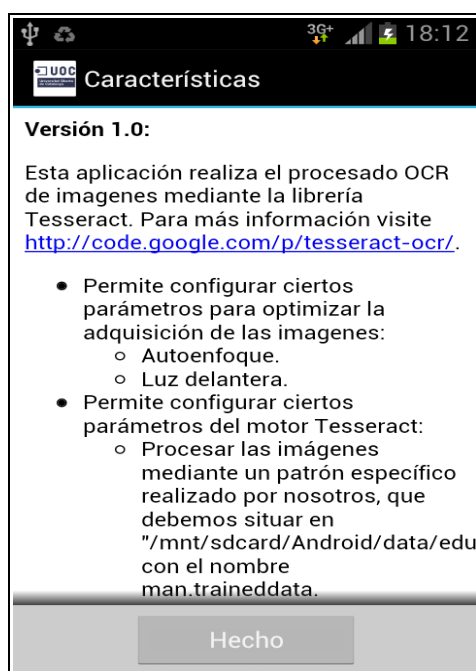 3G+ 18:12
UOC
Características
Versión 1.0:
Esta aplicación realiza el procesado OCR
de imagenes mediante la librería
Tesseract. Para más información visite
http://code.google.com/p/tesseract-ocr/.
● Permite configurar ciertos
parámetros para optimizar la
adquisición de las imagenes:
○ Autoenfoque.
○ Luz delantera.
● Permite configurar ciertos
parámetros del motor Tesseract:
○ Procesar las imágenes
mediante un patrón específico
realizado por nosotros, que
debemos situar en
"/mnt/sdcard/Android/data/edu
con el nombre
man.traineddata.
Hecho